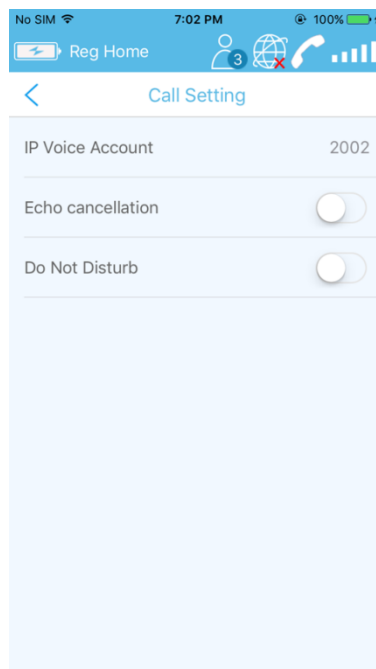 No SIM 7:02 PM 100%
Reg Home 3
Call Setting
IP Voice Account 2002
Echo cancellation
Do Not Disturb